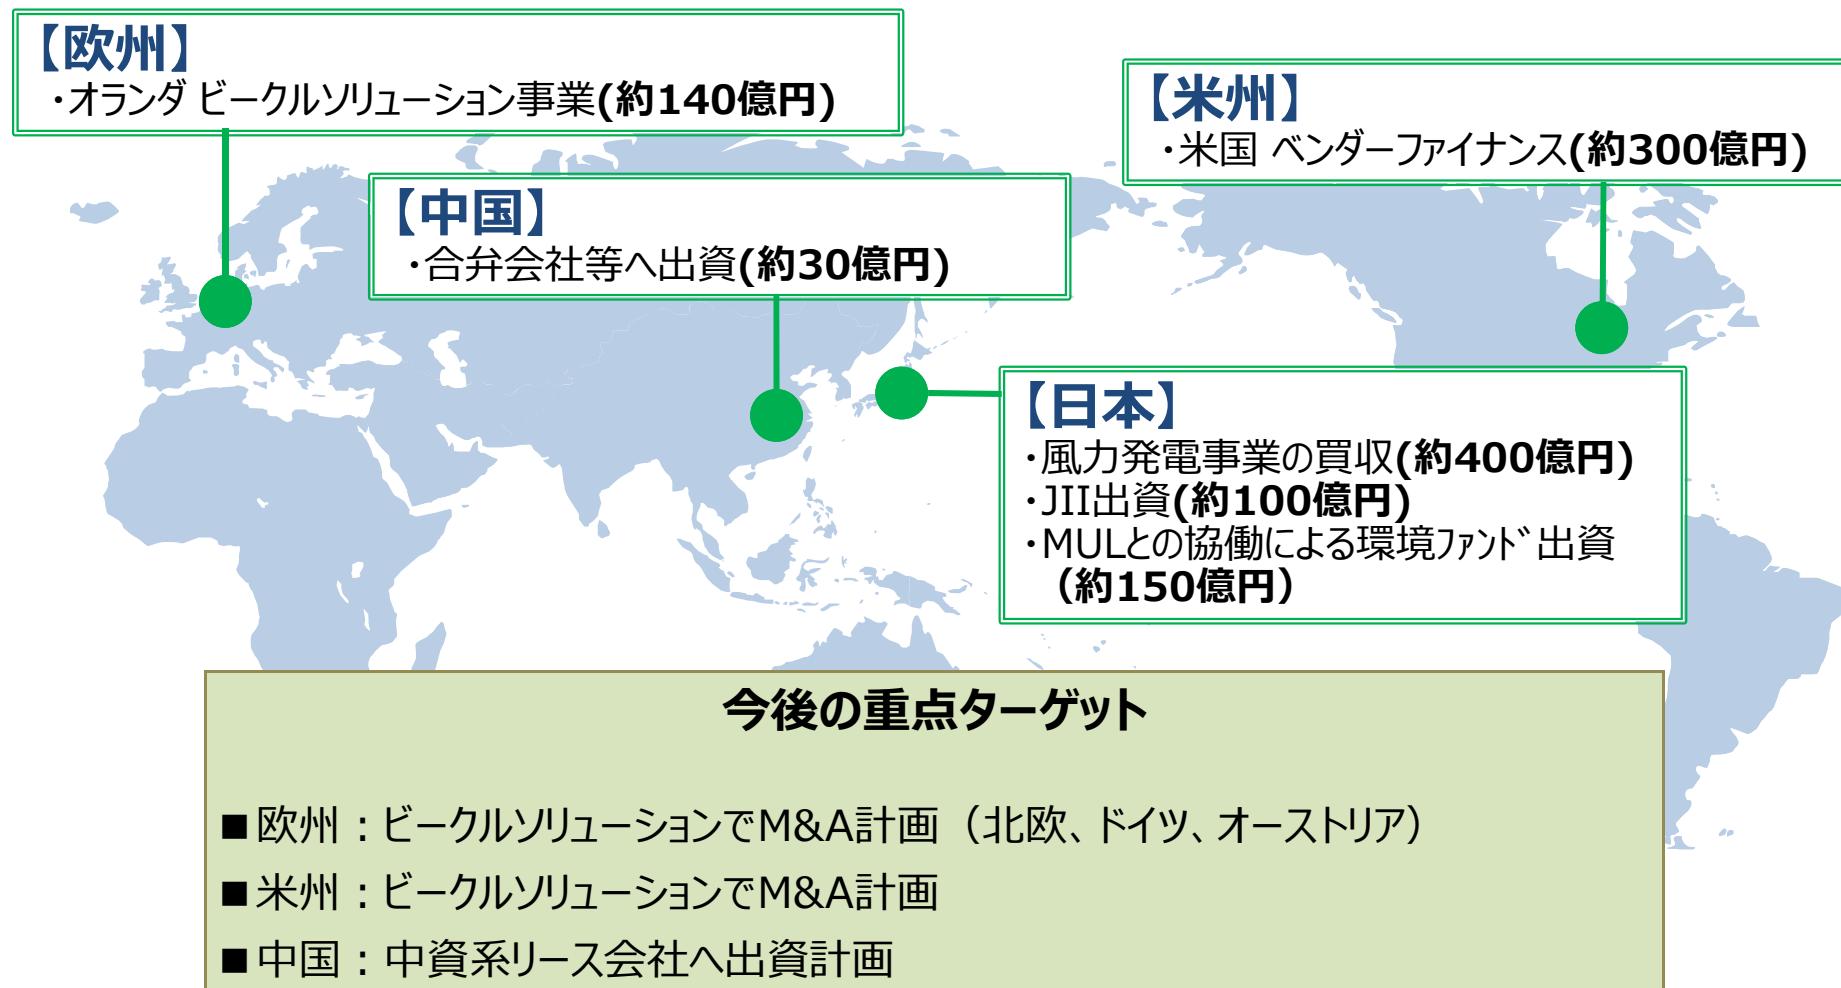 【欧州】
・オランダ ビークルソリューション事業(約140億円)
【米州】
・米国 ベンダーファイナンス(約300億円)
【中国】
・合弁会社等へ出資(約30億円)
【日本】
・風力発電事業の買収(約400億円)
・JII出資(約100億円)
・MULとの協働による環境ﾌｧﾝﾄﾞ出資
（約150億円）
今後の重点ターゲット
■欧州：ビークルソリューションでM&A計画（北欧、ドイツ、オーストリア）
■米州：ビークルソリューションでM&A計画
■中国：中資系リース会社へ出資計画